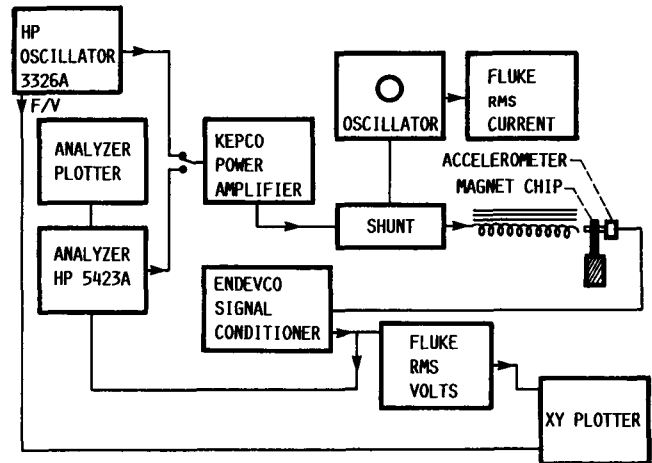 HP
OSCILLATOR
3326A
F/V
ANALYZER
PLOTTER
ANALYZER
HP 5423A
KEPCO
POWER
AMPLIFIER
OSCILLATOR
FLUKE
RMS
CURRENT
ACCELEROMETER
MAGNET CHIP
SHUNT
ENDEVCO
SIGNAL
CONDITIONER
FLUKE
RMS
VOLTS
XY PLOTTER